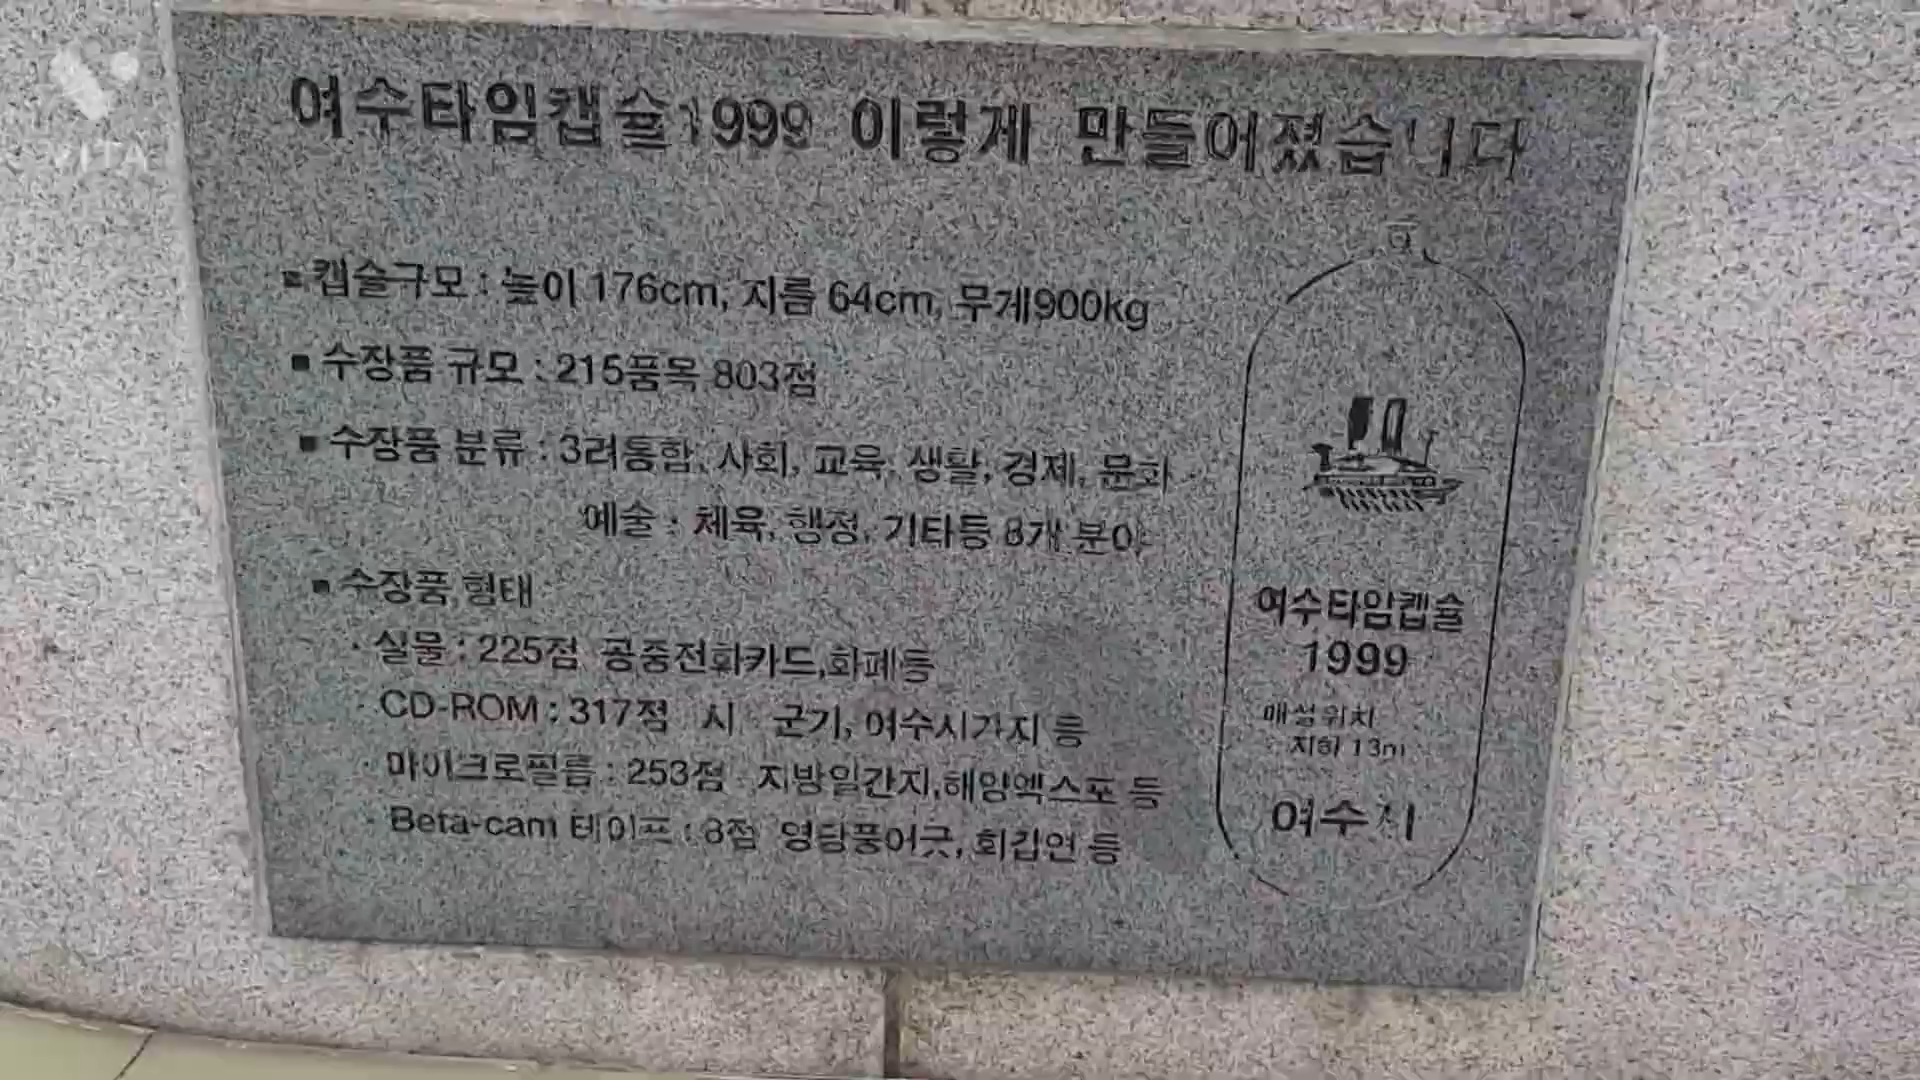 VITA
여수타임캡슐1999 이렇게 만들어졌습니다
▪ 캡슐규모 : 높이 176cm, 지름 64cm, 무게900kg
▪ 수장품 규모 : 215품목 803점
▪ 수장품 분류 : 3려통합, 사회, 교육, 생활, 경제, 문화 ·
예술 · 체육, 행정, 기타등 8개 분야
▪ 수장품 형태
· 실물 : 225점 공중전화카드,화폐등
· CD-ROM : 317점 시 · 군기, 여수시가지 등
· 마이크로필름 : 253점 지방일간지,해양엑스포 등
· Beta-cam 테이프 : 8점 영당풍어굿, 회갑연 등
여수타임캡슐
1999
매설위치
지하 13m
여수시